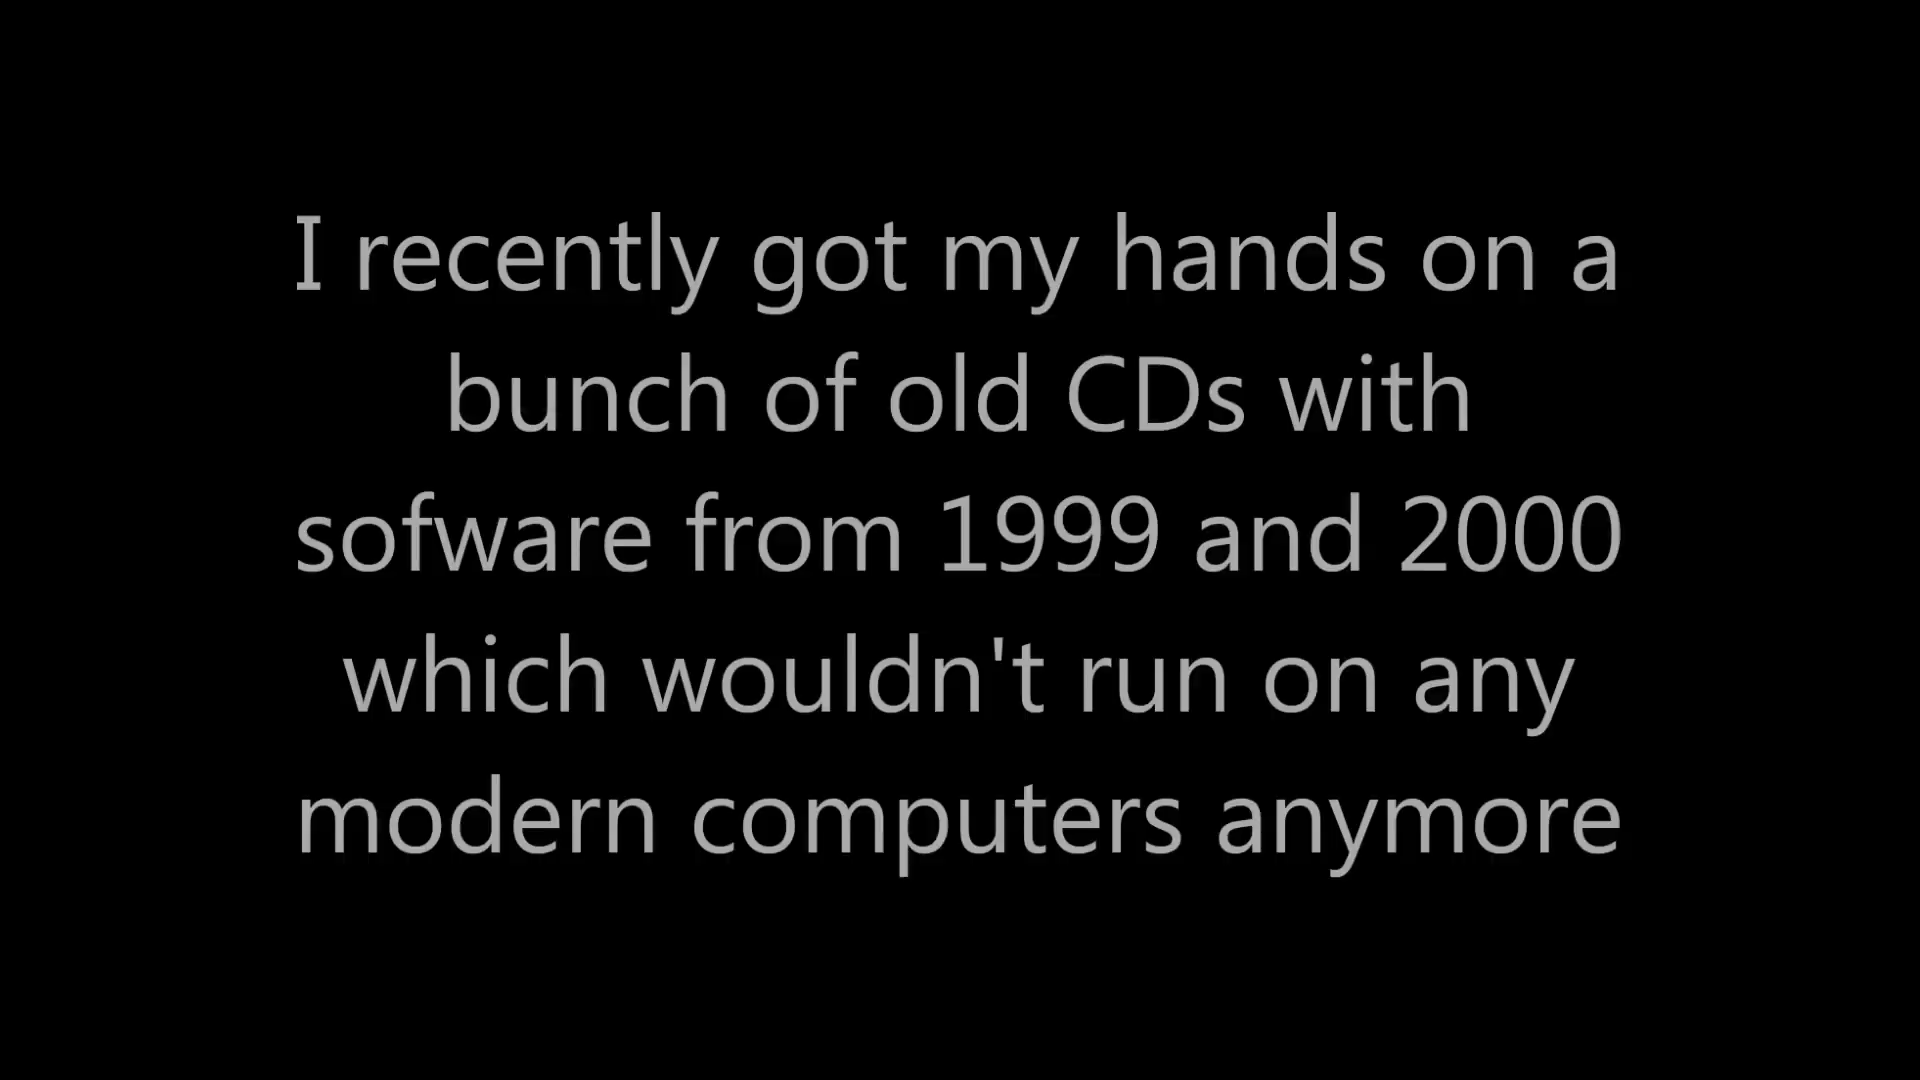 I recently got my hands on a
bunch of old CDs with
sofware from 1999 and 2000
which wouldn't run on any
modern computers anymore